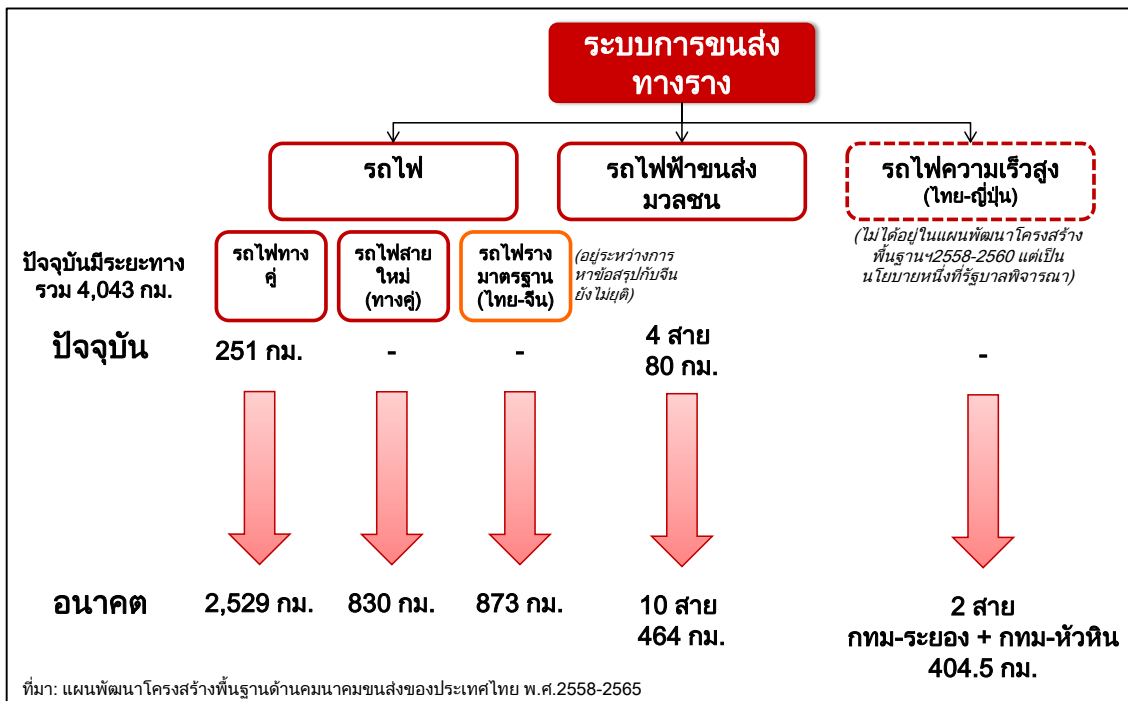 ระบบการขนส่ง
ทางราง
รถไฟ
รถไฟฟ้าขนส่ง
มวลชน
รถไฟความเร็วสูง
(ไทย-ญี่ปุ่น)
ปัจจุบันมีระยะทาง
รวม 4,043 กม.
รถไฟทาง
คู่
รถไฟสาย
ใหม่
(ทางคู่)
รถไฟราง
มาตรฐาน
(ไทย-จีน)
(อยู่ระหว่างการ
หาข้อสรุปกับจีน
ยังไม่ยุติ)
(ไม่ได้อยู่ในแผนพัฒนาโครงสร้าง
พื้นฐานฯ2558-2560 แต่เป็น
นโยบายหนึ่งที่รัฐบาลพิจารณา)
ปัจจุบัน
251 กม.
-
-
4 สาย
80 กม.
-
อนาคต
2,529 กม.
830 กม.
873 กม.
10 สาย
464 กม.
2 สาย
กทม-ระยอง + กทม-หัวหิน
404.5 กม.
ที่มา: แผนพัฒนาโครงสร้างพื้นฐานด้านคมนาคมขนส่งของประเทศไทย พ.ศ.2558-2565